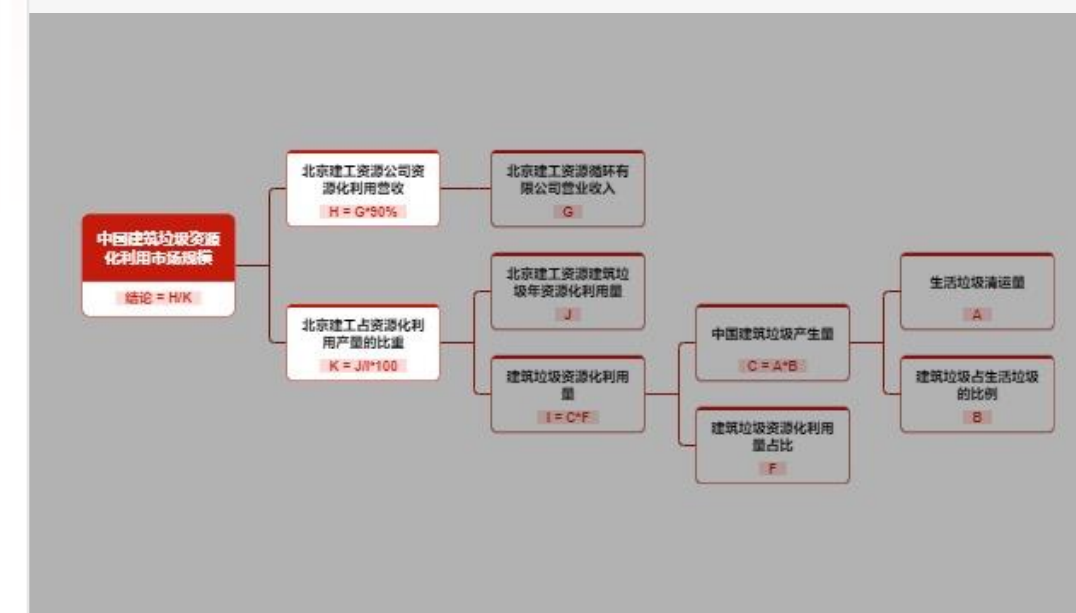 北京建工资源公司资
源化利用营收
H = G*90%
北京建工资源循环有
限公司营业收入
G
中国建筑垃圾资源
化利用市场规模
结论 = H/K
北京建工资源建筑垃
圾年资源化利用量
J
生活垃圾清运量
A
北京建工占资源化利
用产量的比重
K = J/I*100
中国建筑垃圾产生量
C = A*B
建筑垃圾资源化利用
量
I = C*F
建筑垃圾占生活垃圾
的比例
B
建筑垃圾资源化利用
量占比
F